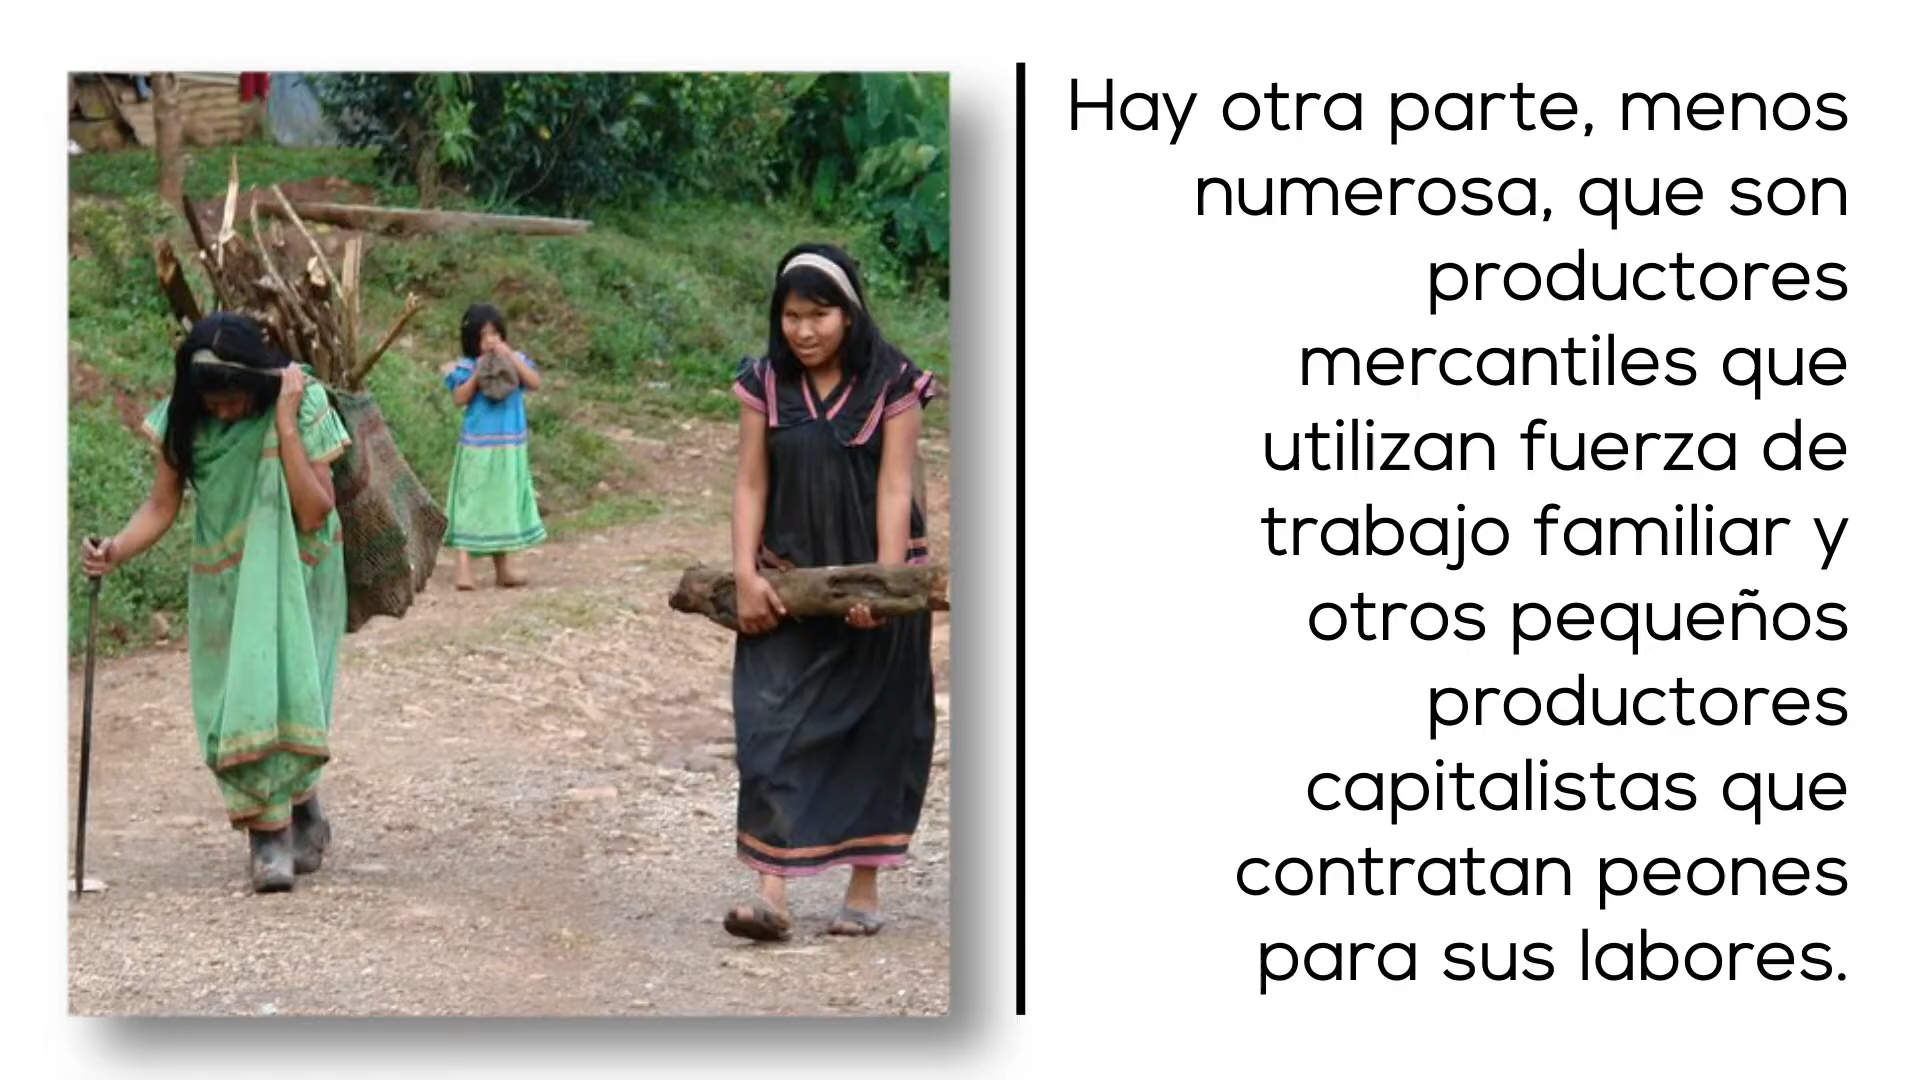 Hay otra parte, menos
numerosa, que son
productores
mercantiles que
utilizan fuerza de
trabajo familiar y
otros pequeños
productores
capitalistas que
contratan peones
para sus labores.